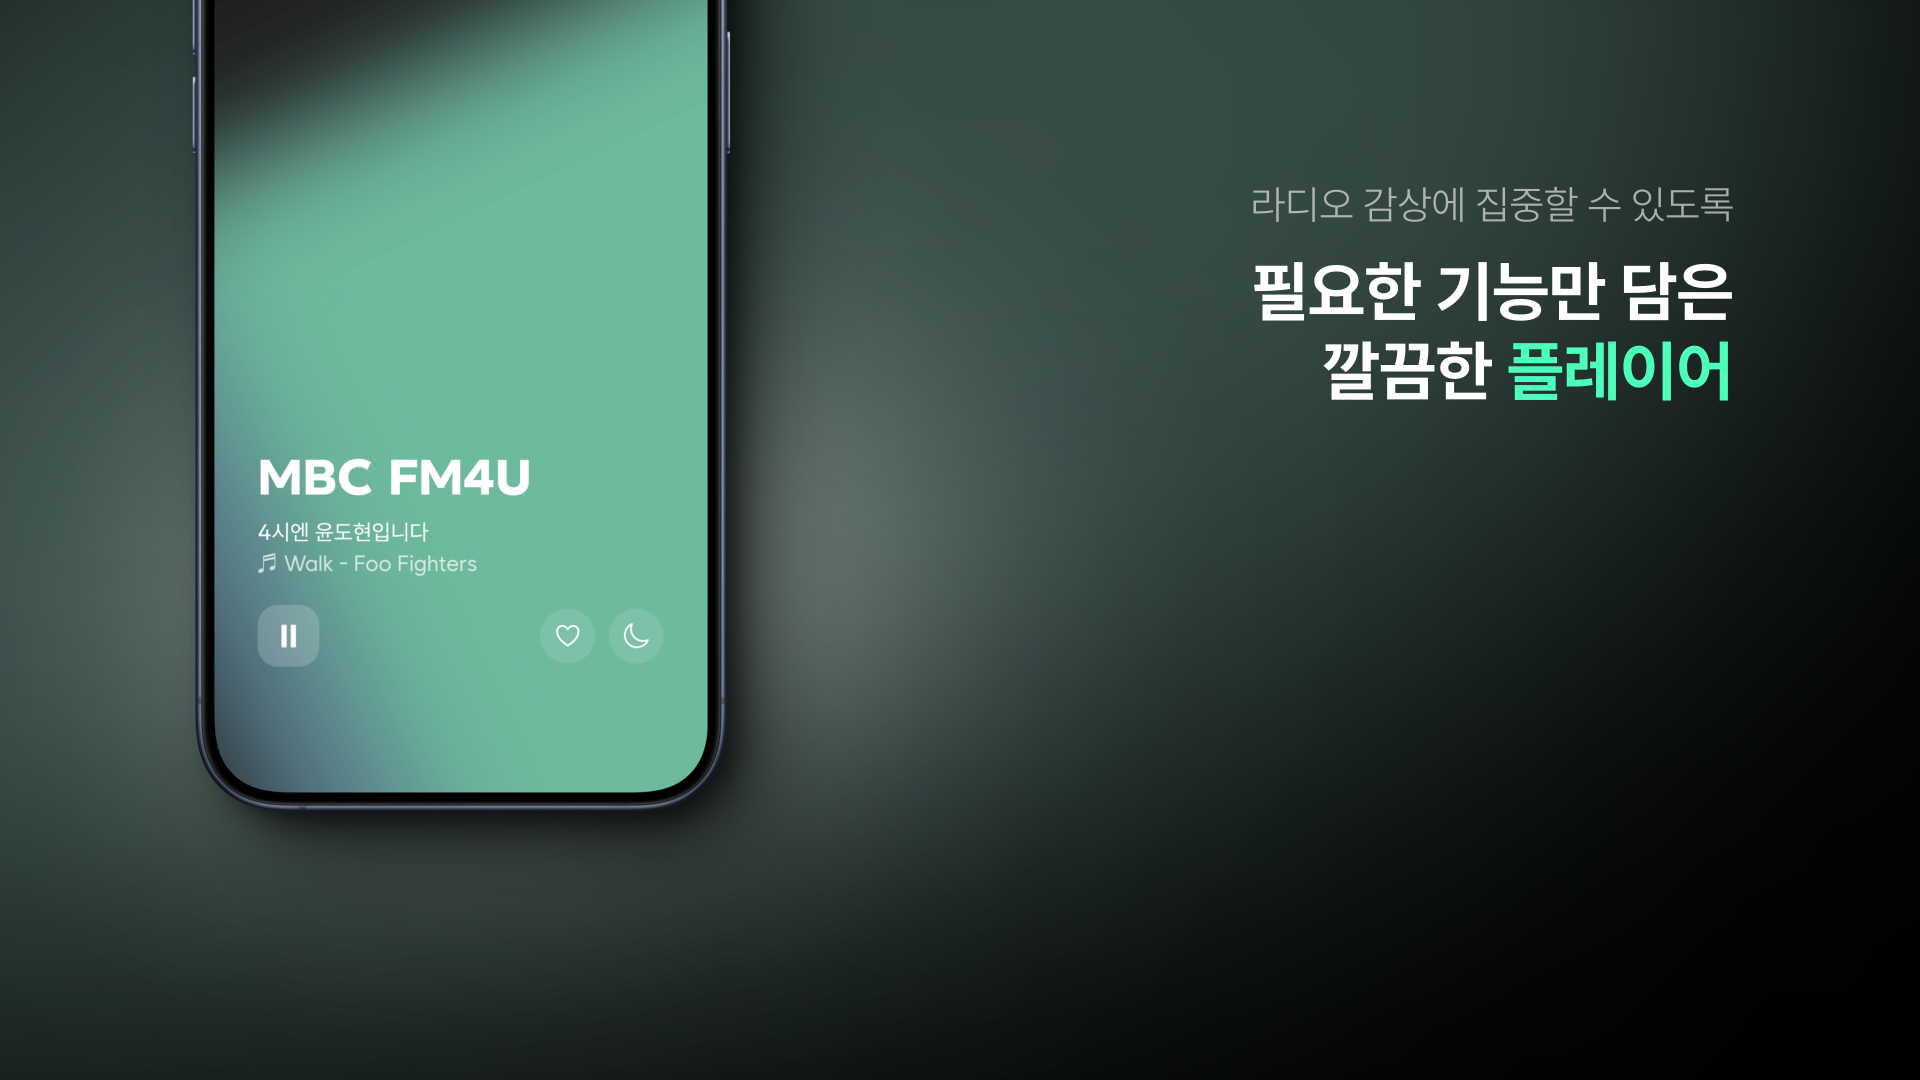 라디오 감상에 집중할 수 있도록
필요한 기능만 담은
깔끔한 플레이어
MBC FM4U
4시엔 윤도현입니다
Walk - Foo Fighters